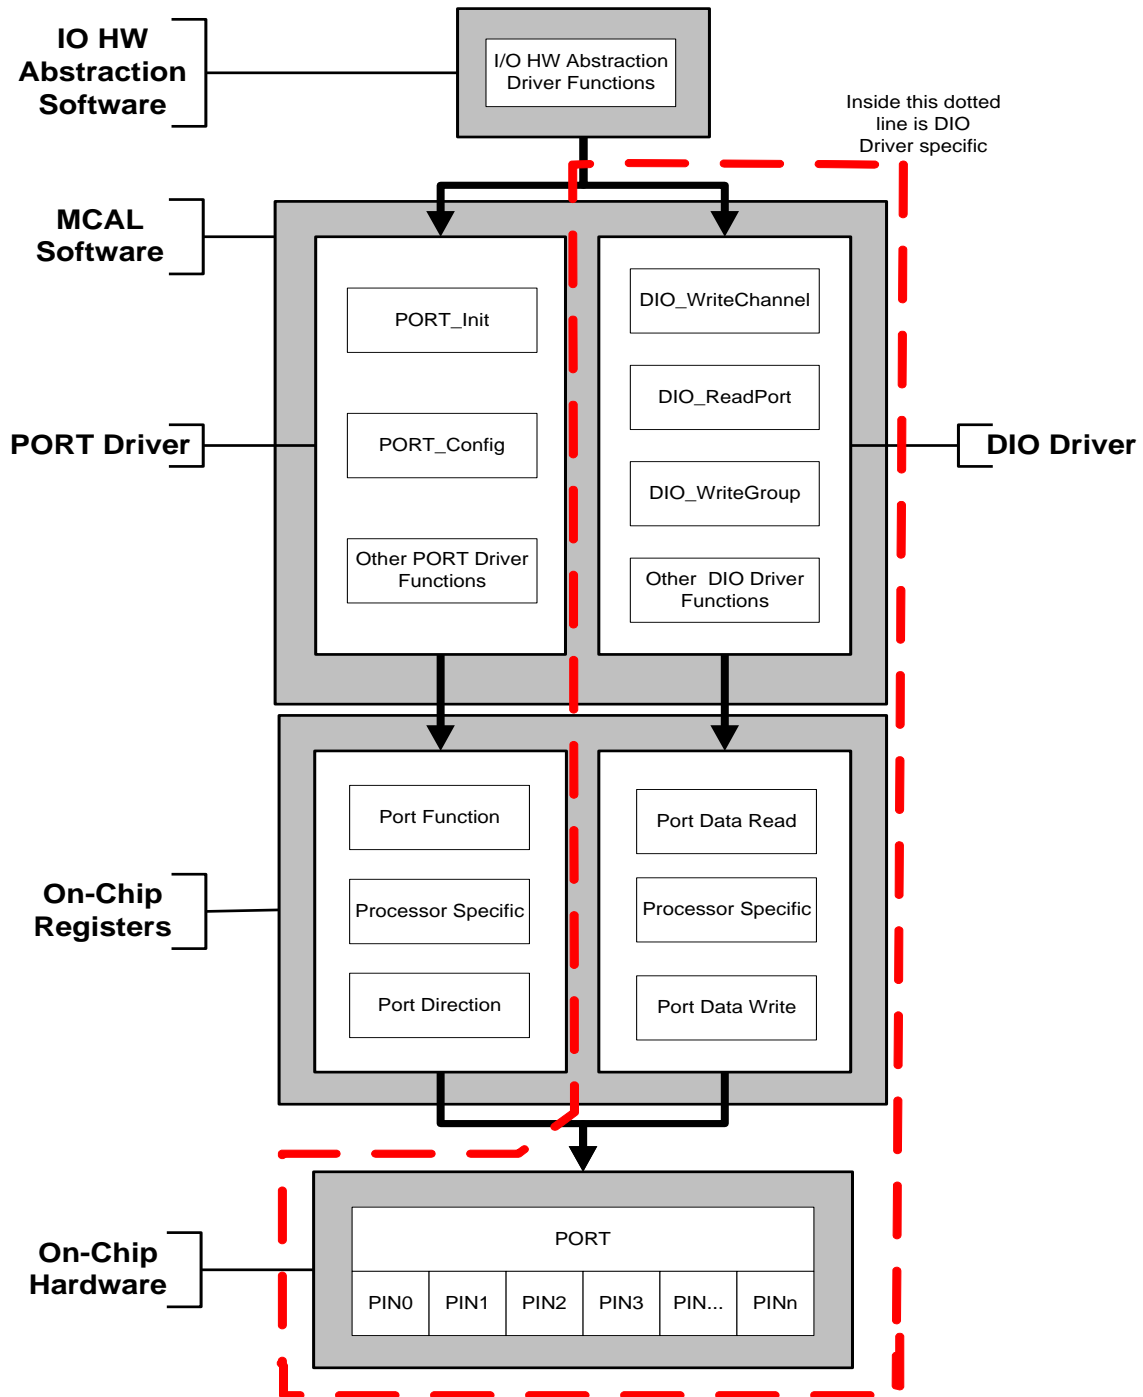 IO HW
Abstraction
Software
I/O HW Abstraction
Driver Functions
Inside this dotted
line is DIO
Driver specific
MCAL
Software
PORT_Init
PORT_Config
Other PORT Driver
Functions
DIO_WriteChannel
DIO_ReadPort
DIO_WriteGroup
Other DIO Driver
Functions
PORT Driver
DIO Driver
On-Chip
Registers
Port Function
Processor Specific
Port Direction
Port Data Read
Processor Specific
Port Data Write
On-Chip
Hardware
PORT
PIN0 PIN1 PIN2 PIN3 PIN... PINn